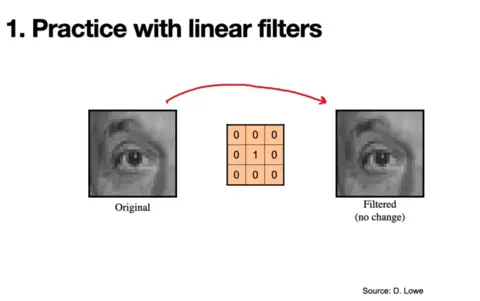 1. Practice with linear filters
0 0 0
0 1 0
0 0 0
Original
Filtered
(no change)
Source: D. Lowe